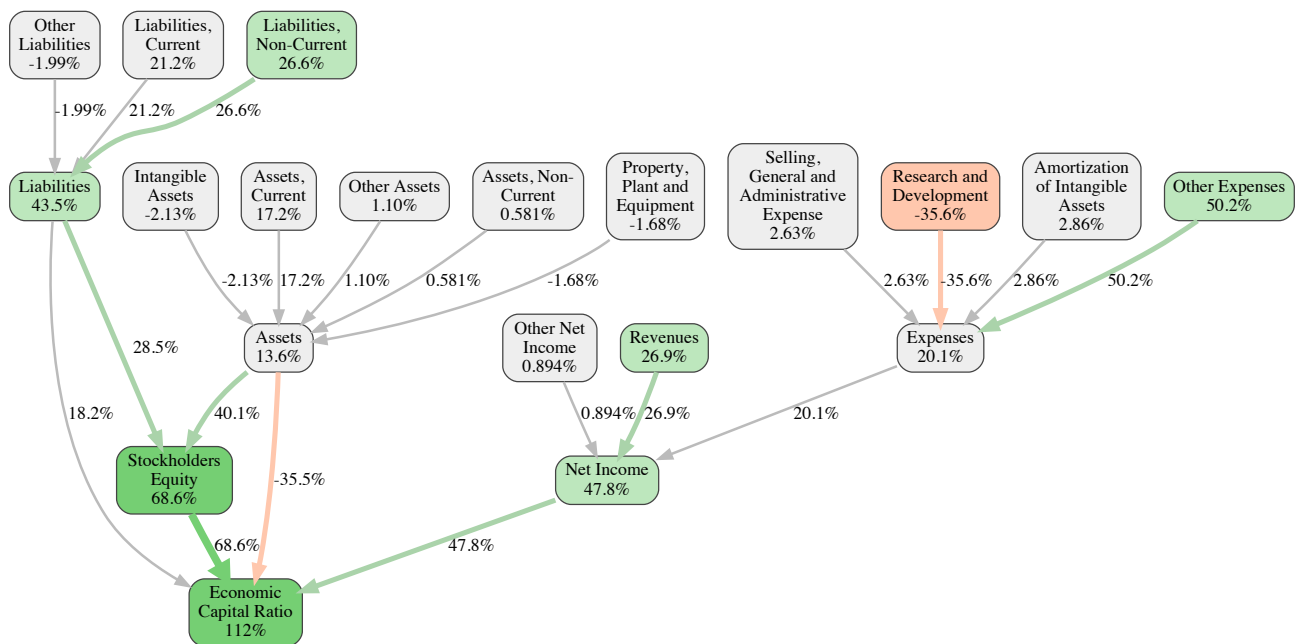 Other
Liabilities
-1.99%
Liabilities,
Current
21.2%
Liabilities,
Non-Current
26.6%
-1.99%
21.2%
26.6%
Liabilities
43.5%
Intangible
Assets
-2.13%
Assets,
Current
17.2%
Other Assets
1.10%
Assets, Non-
Current
0.581%
Property,
Plant and
Equipment
-1.68%
Selling,
General and
Administrative
Expense
2.63%
Research and
Development
-35.6%
Amortization
of Intangible
Assets
2.86%
Other Expenses
50.2%
-2.13%
17.2%
1.10%
0.581%
-1.68%
2.63%
-35.6%
2.86%
50.2%
Assets
13.6%
Other Net
Income
0.894%
Revenues
26.9%
Expenses
20.1%
28.5%
18.2%
40.1%
-35.5%
0.894%
26.9%
20.1%
Stockholders
Equity
68.6%
Net Income
47.8%
68.6%
47.8%
Economic
Capital Ratio
112%